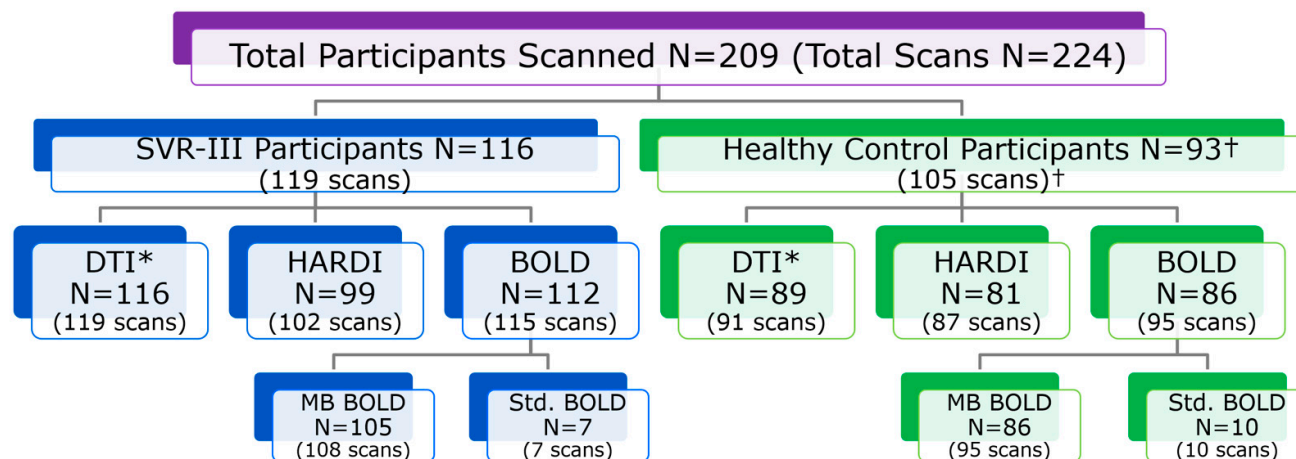 Total Participants Scanned N=209 (Total Scans N=224)
SVR-III Participants N=116
(119 scans)
Healthy Control Participants N=93†
(105 scans)†
DTI*
N=116
(119 scans)
HARDI
N=99
(102 scans)
BOLD
N=112
(115 scans)
DTI*
N=89
(91 scans)
HARDI
N=81
(87 scans)
BOLD
N=86
(95 scans)
MB BOLD
N=105
(108 scans)
Std. BOLD
N=7
(7 scans)
MB BOLD
N=86
(95 scans)
Std. BOLD
N=10
(10 scans)